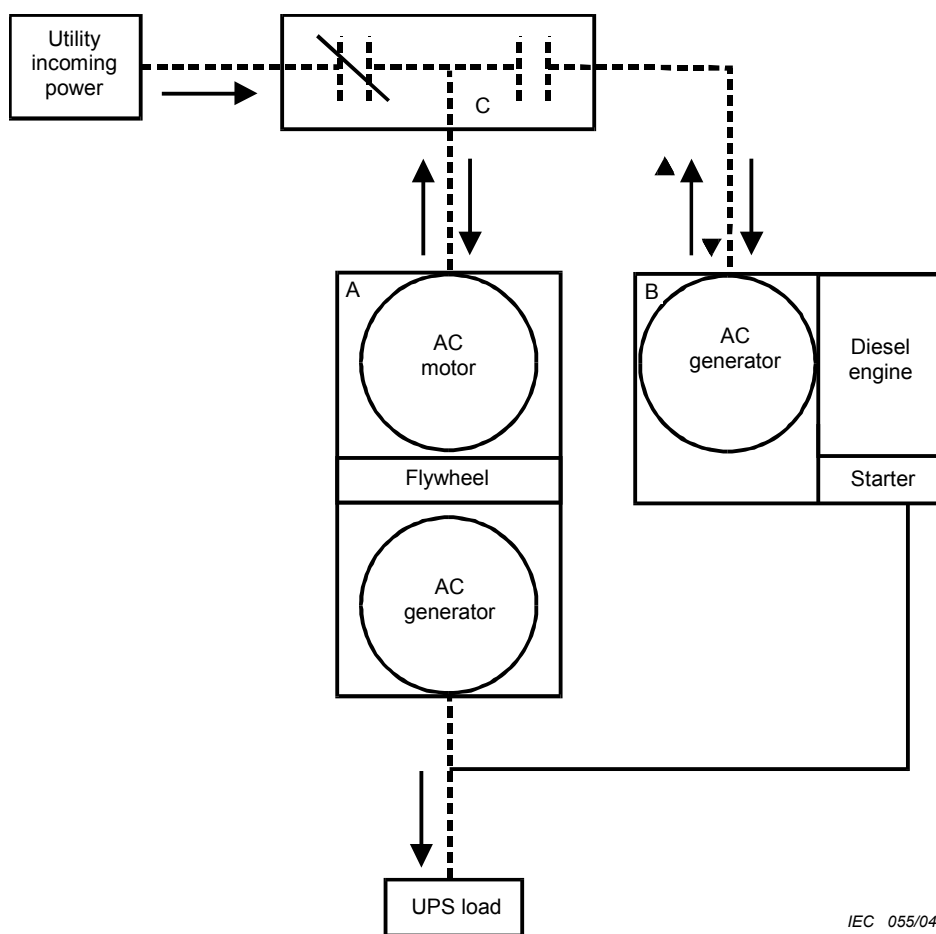 Utility
incoming
power
C
A
AC
motor
Flywheel
AC
generator
B
AC
generator
Diesel
engine
Starter
UPS load
IEC 055/04